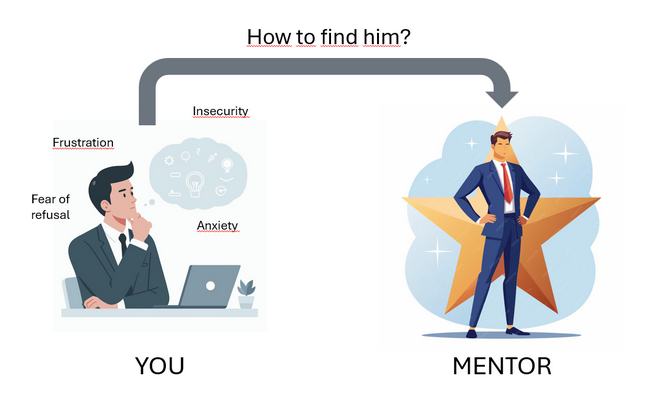 How to find him?
Insecurity
Frustration
Fear of
refusal
Anxiety
YOU
MENTOR